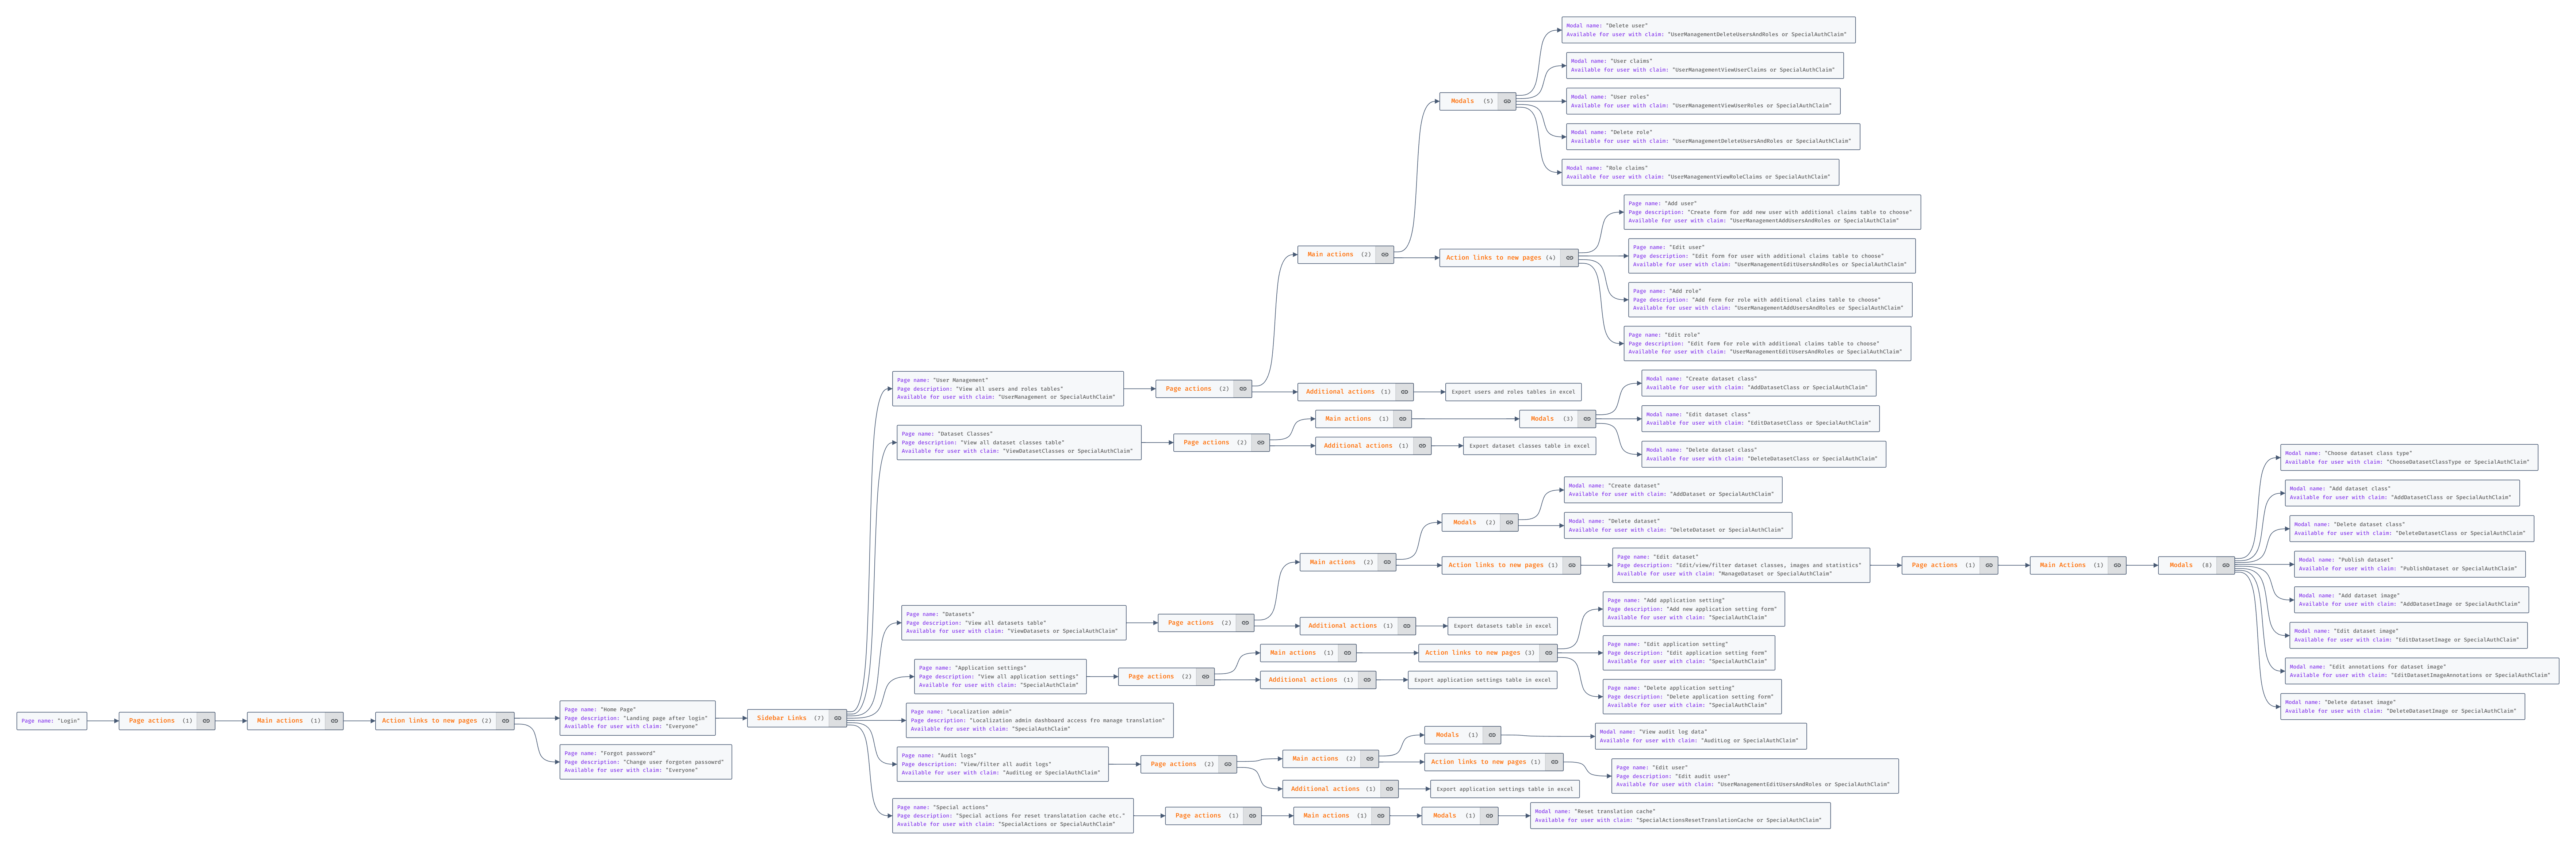 Page name: "Login"
Page actions (1)
Main actions (1)
Action links to new pages (2)
Page name: "Home Page"
Page description: "Landing page after login"
Available for user with claim: "Everyone"
Page name: "Forgot password"
Page description: "Change user forgoten passowrd"
Available for user with claim: "Everyone"
Sidebar Links (7)
Page name: "User Management"
Page description: "View all users and roles tables"
Available for user with claim: "UserManagement or SpecialAuthClaim"
Page actions (2)
Main actions (2)
Modals (5)
Modal name: "Delete user"
Available for user with claim: "UserManagementDeleteUsersAndRoles or SpecialAuthClaim"
Modal name: "User claims"
Available for user with claim: "UserManagementViewUserClaims or SpecialAuthClaim"
Modal name: "User roles"
Available for user with claim: "UserManagementViewUserRoles or SpecialAuthClaim"
Modal name: "Delete role"
Available for user with claim: "UserManagementDeleteUsersAndRoles or SpecialAuthClaim"
Modal name: "Role claims"
Available for user with claim: "UserManagementViewRoleClaims or SpecialAuthClaim"
Action links to new pages (4)
Page name: "Add user"
Page description: "Create form for add new user with additional claims table to choose"
Available for user with claim: "UserManagementAddUsersAndRoles or SpecialAuthClaim"
Page name: "Edit user"
Page description: "Edit form for user with additional claims table to choose"
Available for user with claim: "UserManagementEditUsersAndRoles or SpecialAuthClaim"
Page name: "Add role"
Page description: "Add form for role with additional claims table to choose"
Available for user with claim: "UserManagementAddUsersAndRoles or SpecialAuthClaim"
Page name: "Edit role"
Page description: "Edit form for role with additional claims table to choose"
Available for user with claim: "UserManagementEditUsersAndRoles or SpecialAuthClaim"
Additional actions (1)
Export users and roles tables in excel
Page name: "Dataset Classes"
Page description: "View all dataset classes table"
Available for user with claim: "ViewDatasetClasses or SpecialAuthClaim"
Page actions (2)
Main actions (1)
Modals (3)
Modal name: "Create dataset class"
Available for user with claim: "AddDatasetClass or SpecialAuthClaim"
Modal name: "Edit dataset class"
Available for user with claim: "EditDatasetClass or SpecialAuthClaim"
Modal name: "Delete dataset class"
Available for user with claim: "DeleteDatasetClass or SpecialAuthClaim"
Additional actions (1)
Export dataset classes table in excel
Page name: "Datasets"
Page description: "View all datasets table"
Available for user with claim: "ViewDatasets or SpecialAuthClaim"
Page actions (2)
Main actions (2)
Modals (2)
Modal name: "Create dataset"
Available for user with claim: "AddDataset or SpecialAuthClaim"
Modal name: "Delete dataset"
Available for user with claim: "DeleteDataset or SpecialAuthClaim"
Action links to new pages (1)
Page name: "Edit dataset"
Page description: "Edit/view/filter dataset classes, images and statistics"
Available for user with claim: "ManageDataset or SpecialAuthClaim"
Page actions (1)
Main Actions (1)
Modals (8)
Modal name: "Choose dataset class type"
Available for user with claim: "ChooseDatasetClassType or SpecialAuthClaim"
Modal name: "Add dataset class"
Available for user with claim: "AddDatasetClass or SpecialAuthClaim"
Modal name: "Delete dataset class"
Available for user with claim: "DeleteDatasetClass or SpecialAuthClaim"
Modal name: "Publish dataset"
Available for user with claim: "PublishDataset or SpecialAuthClaim"
Modal name: "Add dataset image"
Available for user with claim: "AddDatasetImage or SpecialAuthClaim"
Modal name: "Edit dataset image"
Available for user with claim: "EditDatasetImage or SpecialAuthClaim"
Modal name: "Edit annotations for dataset image"
Available for user with claim: "EditDatasetImageAnnotations or SpecialAuthClaim"
Modal name: "Delete dataset image"
Available for user with claim: "DeleteDatasetImage or SpecialAuthClaim"
Additional actions (1)
Export datasets table in excel
Page name: "Application settings"
Page description: "View all application settings"
Available for user with claim: "SpecialAuthClaim"
Page actions (2)
Main actions (1)
Action links to new pages (3)
Page name: "Add application setting"
Page description: "Add new application setting form"
Available for user with claim: "SpecialAuthClaim"
Page name: "Edit application setting"
Page description: "Edit application setting form"
Available for user with claim: "SpecialAuthClaim"
Page name: "Delete application setting"
Page description: "Delete application setting form"
Available for user with claim: "SpecialAuthClaim"
Additional actions (1)
Export application settings table in excel
Page name: "Localization admin"
Page description: "Localization admin dashboard access fro manage translation"
Available for user with claim: "SpecialAuthClaim"
Page name: "Audit logs"
Page description: "View/filter all audit logs"
Available for user with claim: "AuditLog or SpecialAuthClaim"
Page actions (2)
Main actions (2)
Modals (1)
Modal name: "View audit log data"
Available for user with claim: "AuditLog or SpecialAuthClaim"
Action links to new pages (1)
Page name: "Edit user"
Page description: "Edit audit user"
Available for user with claim: "UserManagementEditUsersAndRoles or SpecialAuthClaim"
Additional actions (1)
Export application settings table in excel
Page name: "Special actions"
Page description: "Special actions for reset translatation cache etc."
Available for user with claim: "SpecialActions or SpecialAuthClaim"
Page actions (1)
Main actions (1)
Modals (1)
Modal name: "Reset translation cache"
Available for user with claim: "SpecialActionsResetTranslationCache or SpecialAuthClaim"